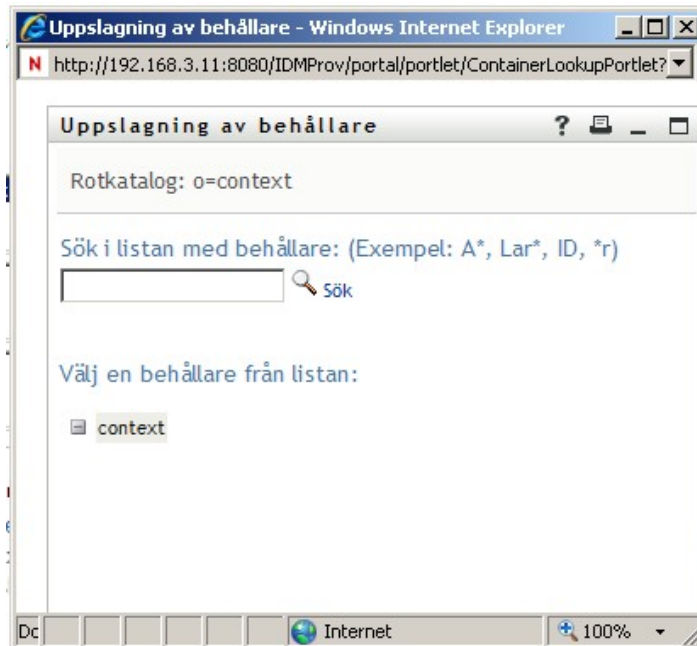 Uppslagning av behållare - Windows Internet Explorer
N http://192.168.3.11:8080/IDMProv/portal/portlet/ContainerLookupPortlet?
Uppslagning av behållare ?
Rotkatalog: o=context
Sök i listan med behållare: (Exempel: A*, Lar*, ID, *r)
Sök
Välj en behållare från listan:
context
Dc Internet 100%